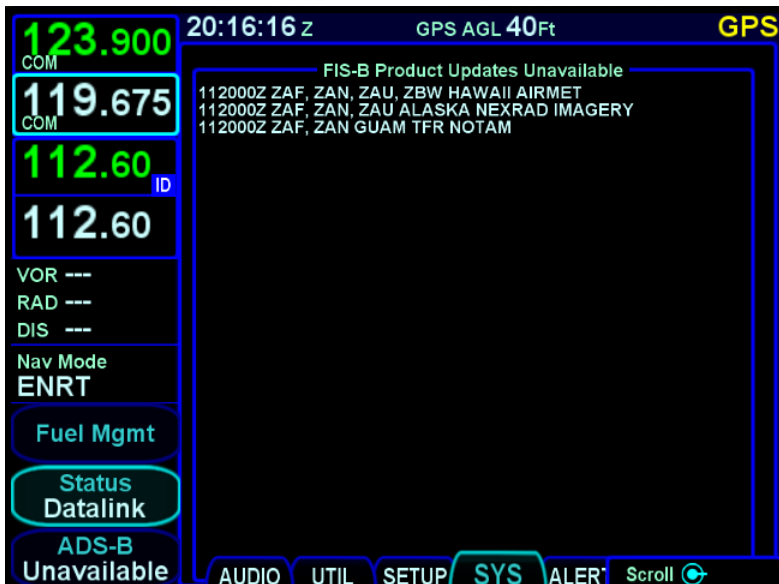 123.900
COM
119.675
COM
112.60
ID
112.60
VOR ---
RAD ---
DIS ---
Nav Mode
ENRT
Fuel Mgmt
Status
Datalink
ADS-B
Unavailable
20:16:16 Z GPS AGL 40Ft GPS
FIS-B Product Updates Unavailable
112000Z ZAF, ZAN, ZAU, ZBW HAWAII AIRMET
112000Z ZAF, ZAN, ZAU ALASKA NEXRAD IMAGERY
112000Z ZAF, ZAN GUAM TFR NOTAM
AUDIO UTIL SETUP SYS ALERT Scroll